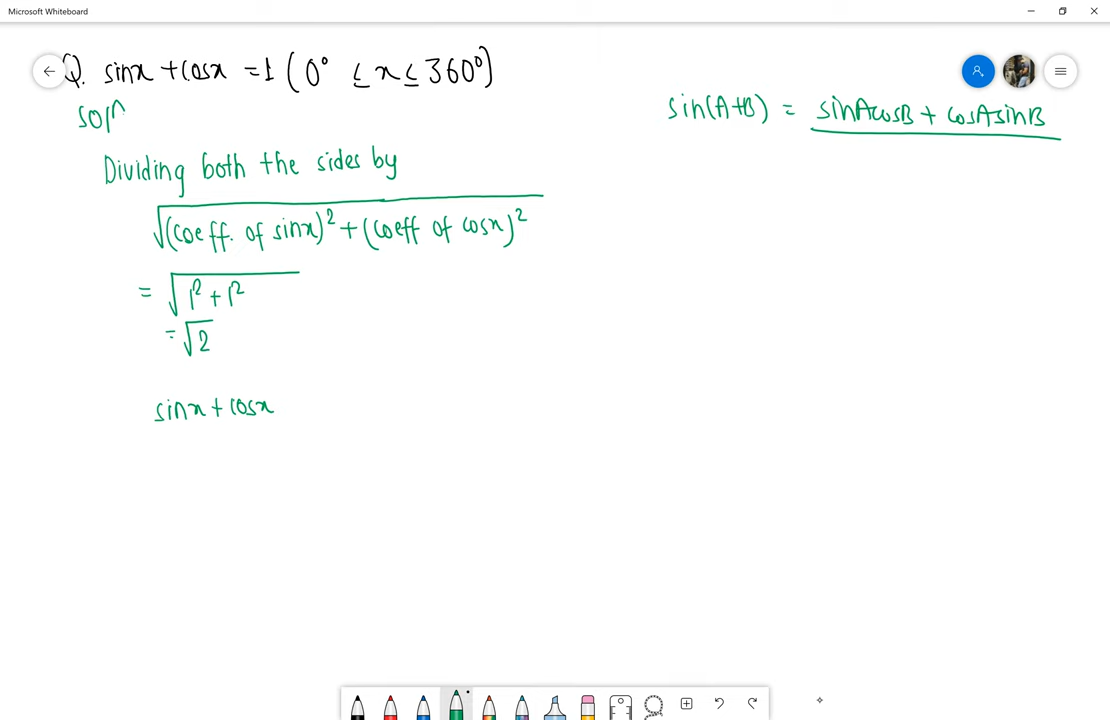 Microsoft Whiteboard
Q. sinx + cosx = 1 (0° ≤ x ≤ 360°)
solⁿ
sin(A+B) = sinAcosB + cosAsinB
Dividing both the sides by
√(coeff. of sinx)² + (coeff of cosx)²
= √1² + 1²
= √2
sinx + cosx